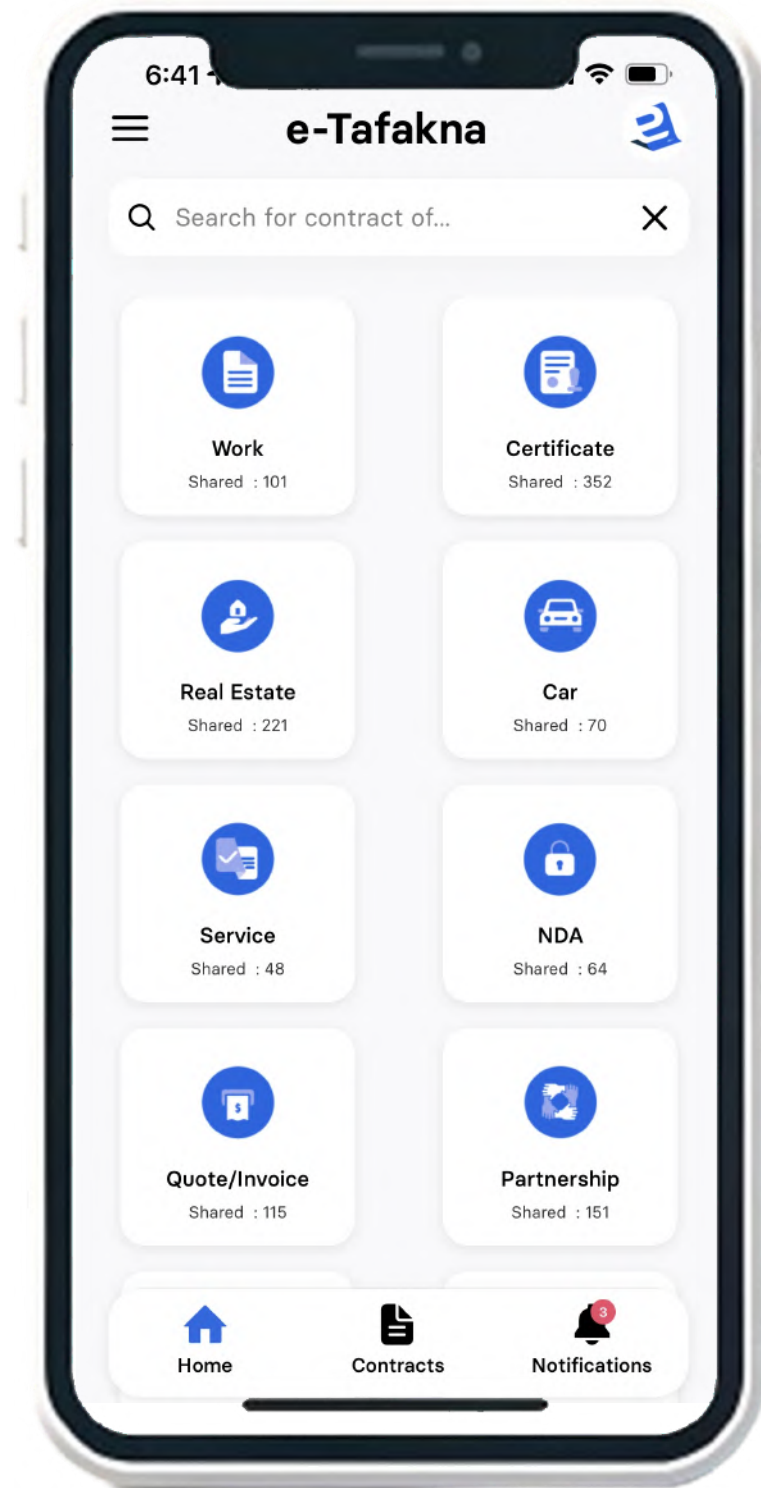 6:41
e-Tafakna
Search for contract of...
Work
Shared : 101
Certificate
Shared : 352
Real Estate
Shared : 221
Car
Shared : 70
Service
Shared : 48
NDA
Shared : 64
$
Quote/Invoice
Shared : 115
Partnership
Shared : 151
3
Home
Contracts
Notifications